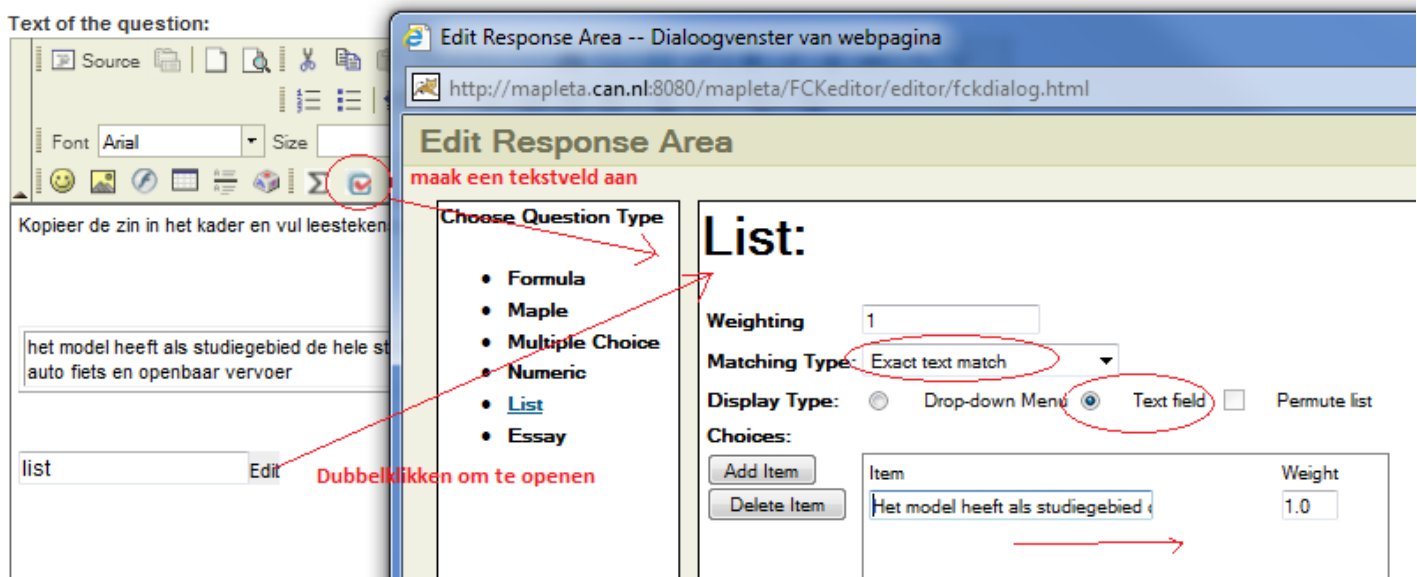 Text of the question:
Source
Font Arial Size
Kopieer de zin in het kader en vul leesteken
het model heeft als studiegebied de hele st
auto fiets en openbaar vervoer
list Edit
Dubbelklikken om te openen
Edit Response Area -- Dialoogvenster van webpagina
http://mapleta.can.nl:8080/mapleta/FCKeditor/editor/fckdialog.html
Edit Response Area
maak een tekstveld aan
Choose Question Type
Formula
Maple
Multiple Choice
Numeric
List
Essay
List:
Weighting 1
Matching Type: Exact text match
Display Type: Drop-down Menu Text field Permute list
Choices:
Add Item
Delete Item
Item Weight
Het model heeft als studiegebied 1.0